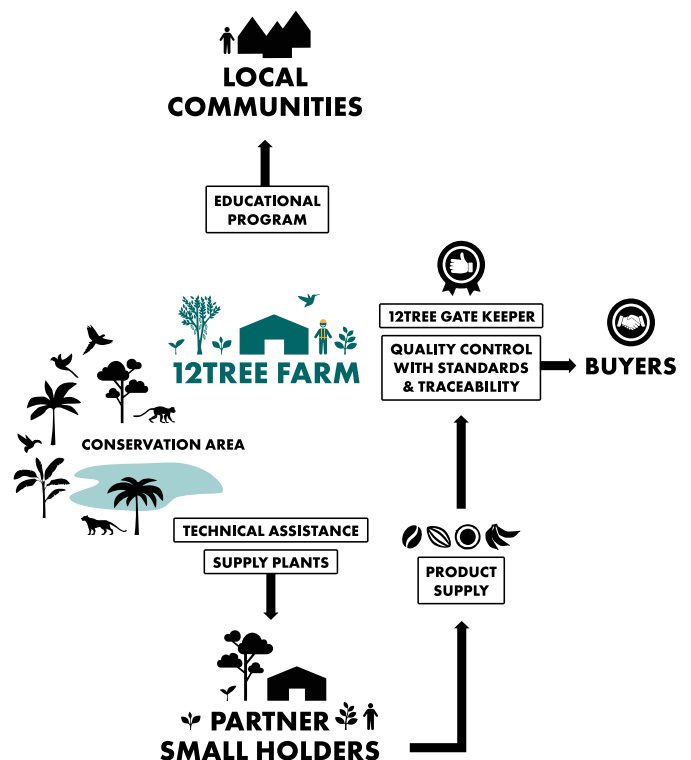 LOCAL
COMMUNITIES
EDUCATIONAL
PROGRAM
12TREE FARM
12TREE GATE KEEPER
QUALITY CONTROL
WITH STANDARDS
& TRACEABILITY
BUYERS
CONSERVATION AREA
TECHNICAL ASSISTANCE
SUPPLY PLANTS
PRODUCT
SUPPLY
PARTNER
SMALL HOLDERS